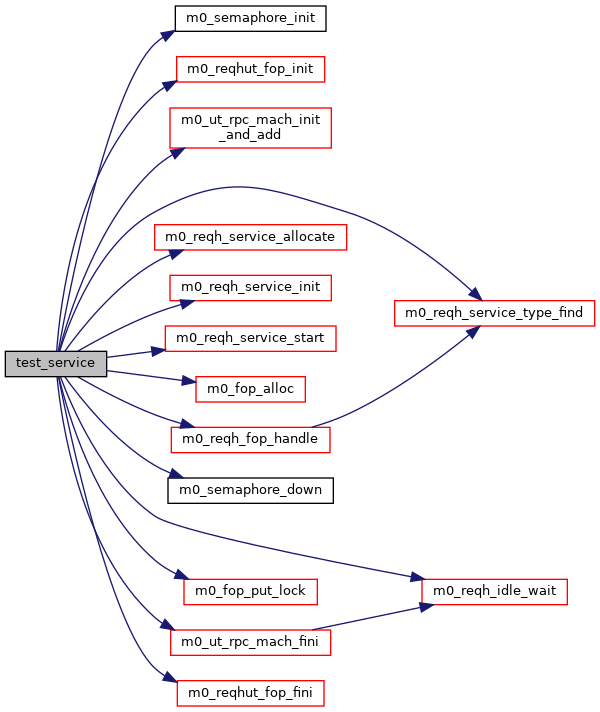 m0_semaphore_init
m0_reqhut_fop_init
m0_ut_rpc_mach_init
_and_add
m0_reqh_service_allocate
m0_reqh_service_init
m0_reqh_service_type_find
m0_reqh_service_start
test_service
m0_fop_alloc
m0_reqh_fop_handle
m0_semaphore_down
m0_fop_put_lock
m0_reqh_idle_wait
m0_ut_rpc_mach_fini
m0_reqhut_fop_fini